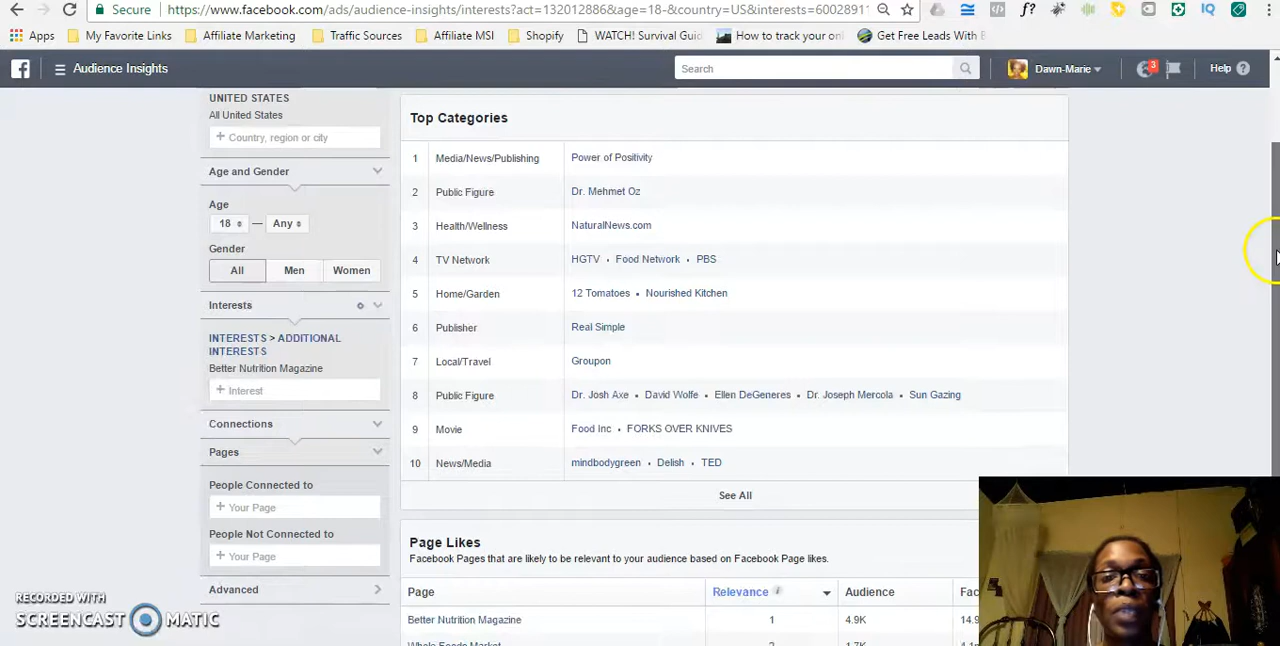 Secure https://www.facebook.com/ads/audience-insights/interests?act=132012886&age=18-&country=US&interests=60028911
Apps My Favorite Links Affiliate Marketing Traffic Sources Affiliate MSI Shopify WATCH! Survival Guid How to track your onl Get Free Leads With
Audience Insights Search Dawn-Marie 3 Help ?
UNITED STATES
All United States
+ Country, region or city
Age and Gender
Age
18 — Any
Gender
All Men Women
Interests
INTERESTS > ADDITIONAL
INTERESTS
Better Nutrition Magazine
+ Interest
Connections
Pages
People Connected to
+ Your Page
People Not Connected to
+ Your Page
Advanced
RECORDED WITH
SCREENCAST MATIC
Top Categories
1 Media/News/Publishing Power of Positivity
2 Public Figure Dr. Mehmet Oz
3 Health/Wellness NaturalNews.com
4 TV Network HGTV • Food Network • PBS
5 Home/Garden 12 Tomatoes • Nourished Kitchen
6 Publisher Real Simple
7 Local/Travel Groupon
8 Public Figure Dr. Josh Axe • David Wolfe • Ellen DeGeneres • Dr. Joseph Mercola • Sun Gazing
9 Movie Food Inc • FORKS OVER KNIVES
10 News/Media mindbodygreen • Delish • TED
See All
Page Likes
Facebook Pages that are likely to be relevant to your audience based on Facebook Page likes.
Page Relevance i Audience Fac
Better Nutrition Magazine 1 4.9K 14.9
Whole Foods Market 2 1.7K